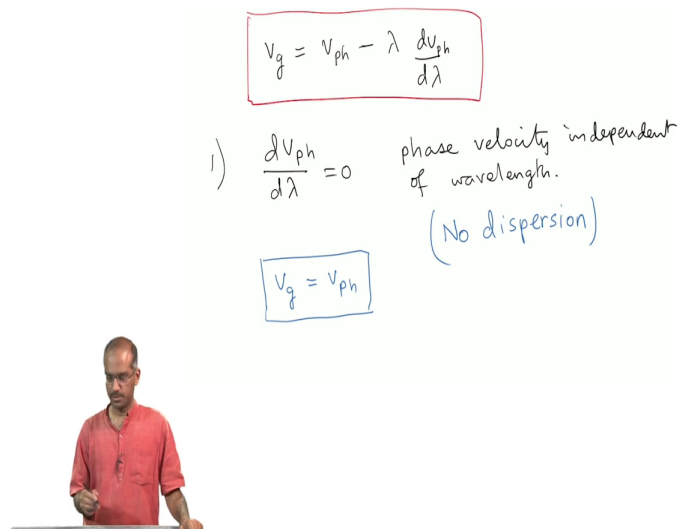 v_g = v_ph − λ dv_ph/dλ
1) dv_ph/dλ = 0 phase velocity independent
of wavelength.
(No dispersion)
v_g = v_ph